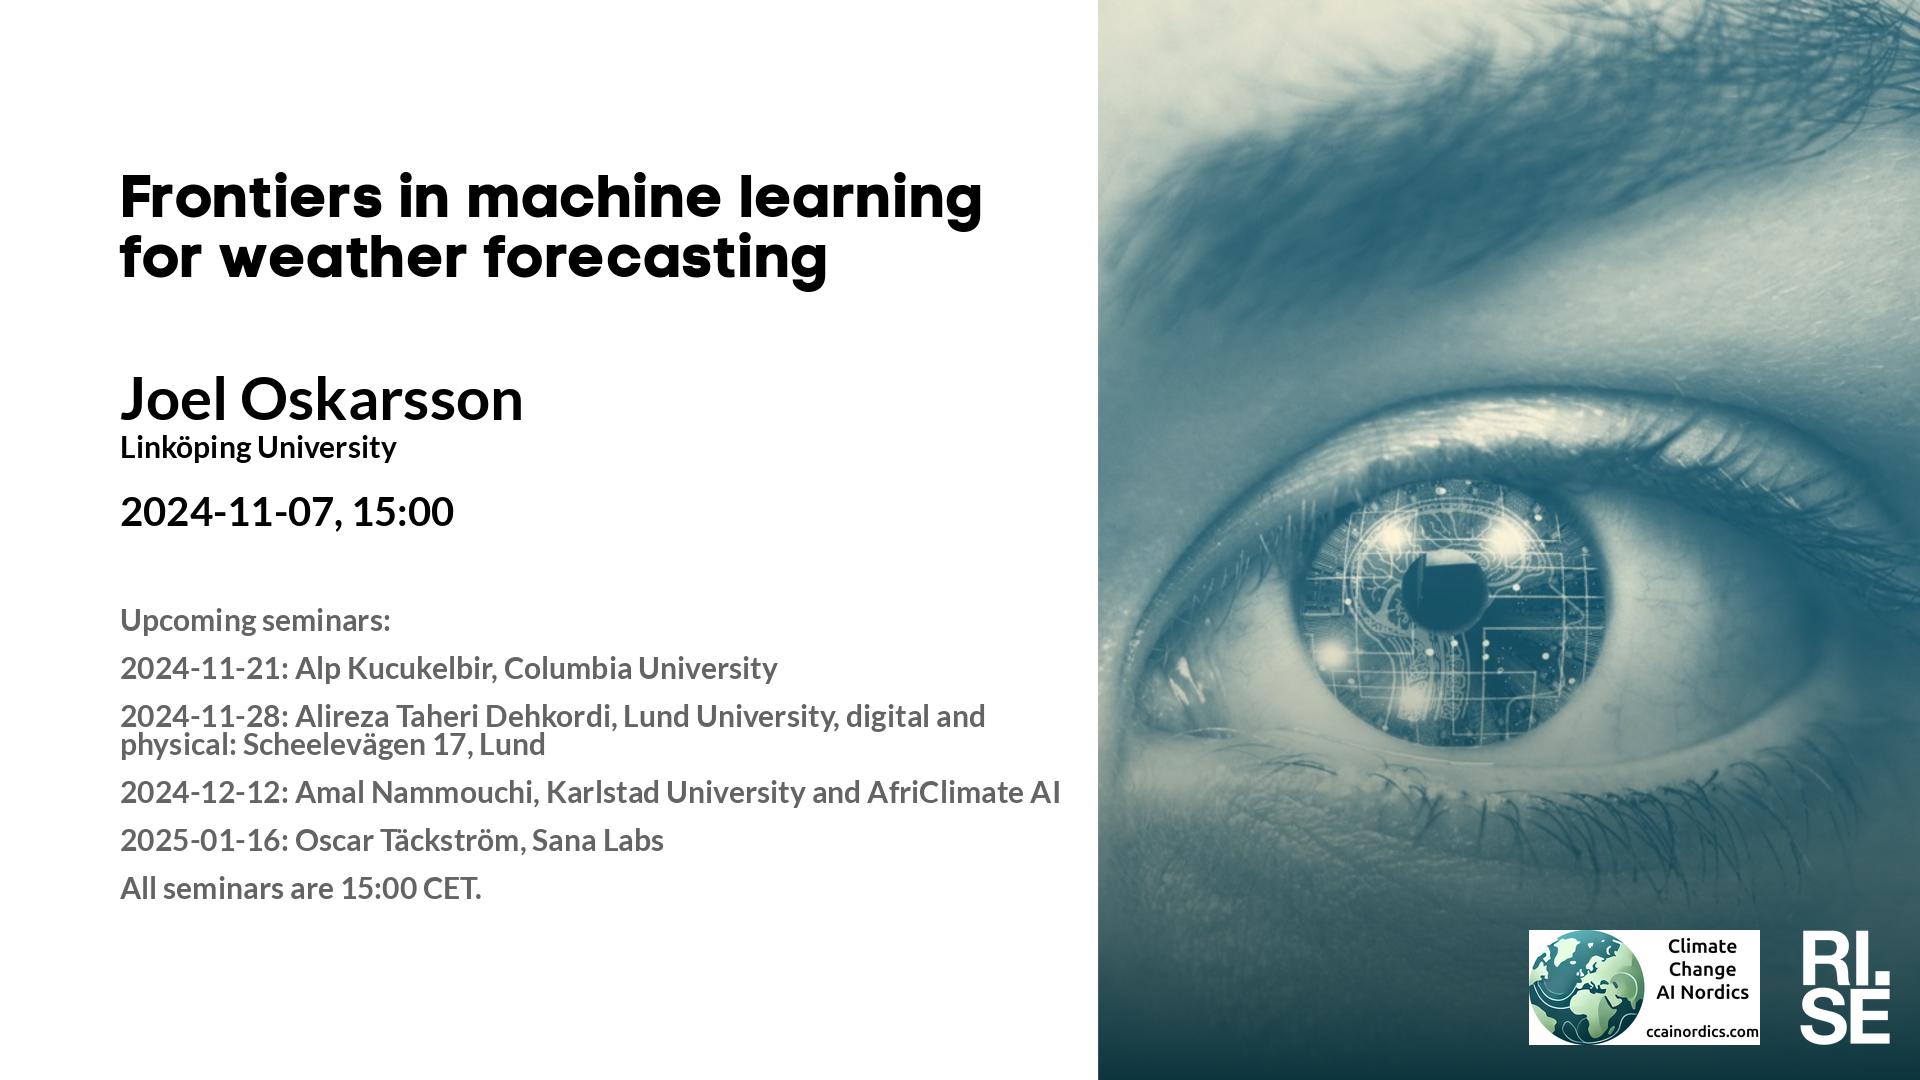 Frontiers in machine learning
for weather forecasting
Joel Oskarsson
Linköping University
2024-11-07, 15:00
Upcoming seminars:
2024-11-21: Alp Kucukelbir, Columbia University
2024-11-28: Alireza Taheri Dehkordi, Lund University, digital and
physical: Scheelevägen 17, Lund
2024-12-12: Amal Nammouchi, Karlstad University and AfriClimate AI
2025-01-16: Oscar Täckström, Sana Labs
All seminars are 15:00 CET.
Climate
Change
AI Nordics
ccainordics.com
RI.
SE